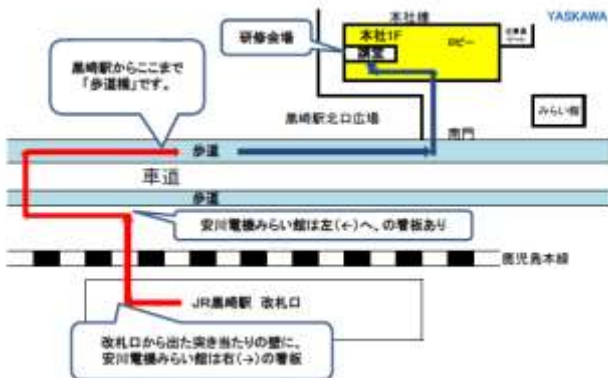 本社棟
YASKAWA
研修会場
本社1F
ロビー
講堂
黒崎駅からここまで
「歩道橋」です。
黒崎駅北口広場
南門
みらい館
歩道
車道
歩道
安川電機みらい館は左(←)へ、の看板あり
鹿児島本線
JR黒崎駅 改札口
改札口から出た突き当たりの壁に、
安川電機みらい館は右(→)の看板